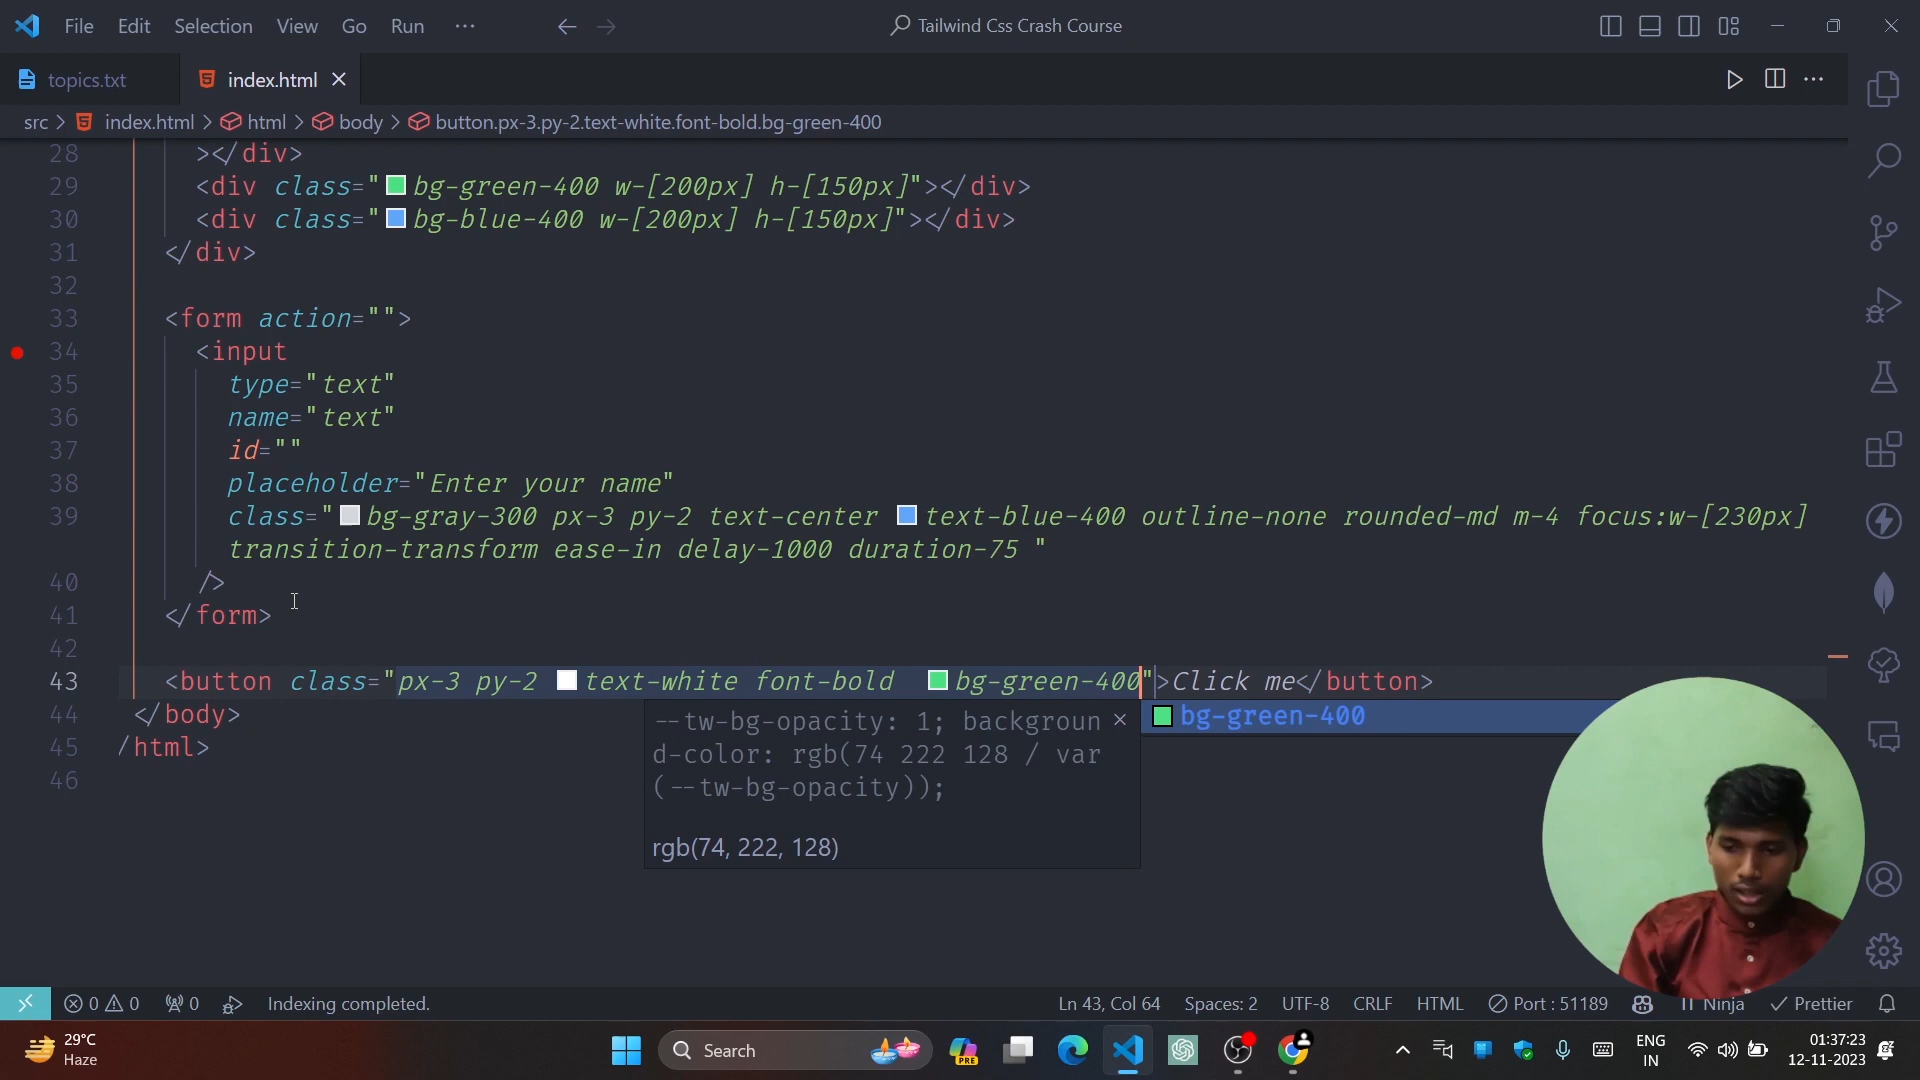 File Edit Selection View Go Run ··· Tailwind Css Crash Course
topics.txt index.html
src > index.html > html > body > button.px-3.py-2.text-white.font-bold.bg-green-400
28 ></div>
29 <div class="bg-green-400 w-[200px] h-[150px]"></div>
30 <div class="bg-blue-400 w-[200px] h-[150px]"></div>
31 </div>
32
33 <form action="">
34 <input
35 type="text"
36 name="text"
37 id=""
38 placeholder="Enter your name"
39 class="bg-gray-300 px-3 py-2 text-center text-blue-400 outline-none rounded-md m-4 focus:w-[230px]
transition-transform ease-in delay-1000 duration-75 "
40 />
41 </form>
42
43 <button class="px-3 py-2 text-white font-bold bg-green-400">Click me</button>
44 </body>
45 /html>
46
--tw-bg-opacity: 1; backgroun
d-color: rgb(74 222 128 / var
(--tw-bg-opacity));
rgb(74, 222, 128)
bg-green-400
0 0 0 Indexing completed. Ln 43, Col 64 Spaces: 2 UTF-8 CRLF HTML Port : 51189 Ninja Prettier
29°C
Haze
Search
PRE
ENG
IN
01:37:23
12-11-2023